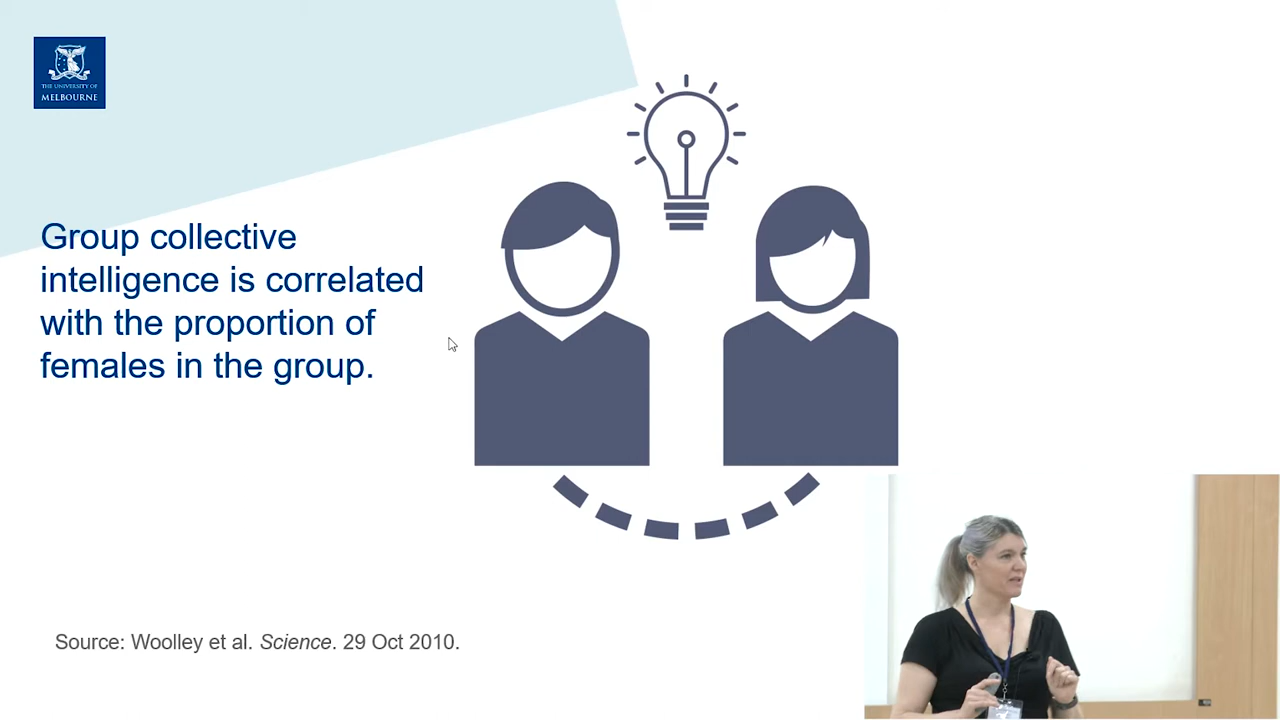 THE UNIVERSITY OF
MELBOURNE
Group collective
intelligence is correlated
with the proportion of
females in the group.
Source: Woolley et al. Science. 29 Oct 2010.